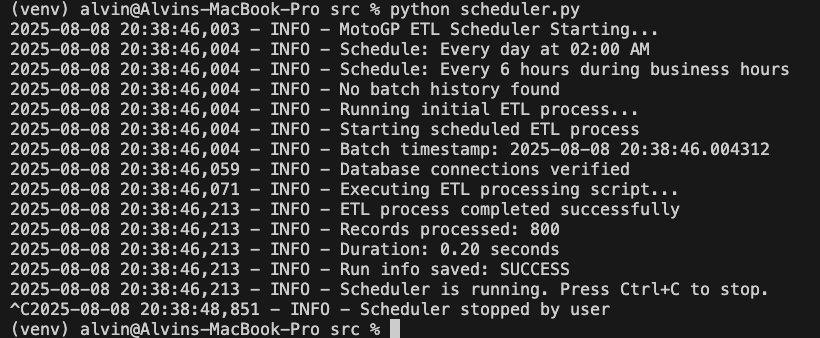 (venv) alvin@Alvins-MacBook-Pro src % python scheduler.py
2025-08-08 20:38:46,003 - INFO - MotoGP ETL Scheduler Starting...
2025-08-08 20:38:46,004 - INFO - Schedule: Every day at 02:00 AM
2025-08-08 20:38:46,004 - INFO - Schedule: Every 6 hours during business hours
2025-08-08 20:38:46,004 - INFO - No batch history found
2025-08-08 20:38:46,004 - INFO - Running initial ETL process...
2025-08-08 20:38:46,004 - INFO - Starting scheduled ETL process
2025-08-08 20:38:46,004 - INFO - Batch timestamp: 2025-08-08 20:38:46.004312
2025-08-08 20:38:46,059 - INFO - Database connections verified
2025-08-08 20:38:46,071 - INFO - Executing ETL processing script...
2025-08-08 20:38:46,213 - INFO - ETL process completed successfully
2025-08-08 20:38:46,213 - INFO - Records processed: 800
2025-08-08 20:38:46,213 - INFO - Duration: 0.20 seconds
2025-08-08 20:38:46,213 - INFO - Run info saved: SUCCESS
2025-08-08 20:38:46,213 - INFO - Scheduler is running. Press Ctrl+C to stop.
^C2025-08-08 20:38:48,851 - INFO - Scheduler stopped by user
(venv) alvin@Alvins-MacBook-Pro src %